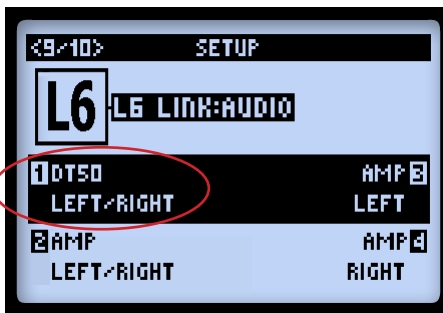 <9/10> SETUP
L6
L6 LINK:AUDIO
1 DT50 AMP 3
LEFT/RIGHT LEFT
2 AMP AMP 4
LEFT/RIGHT RIGHT